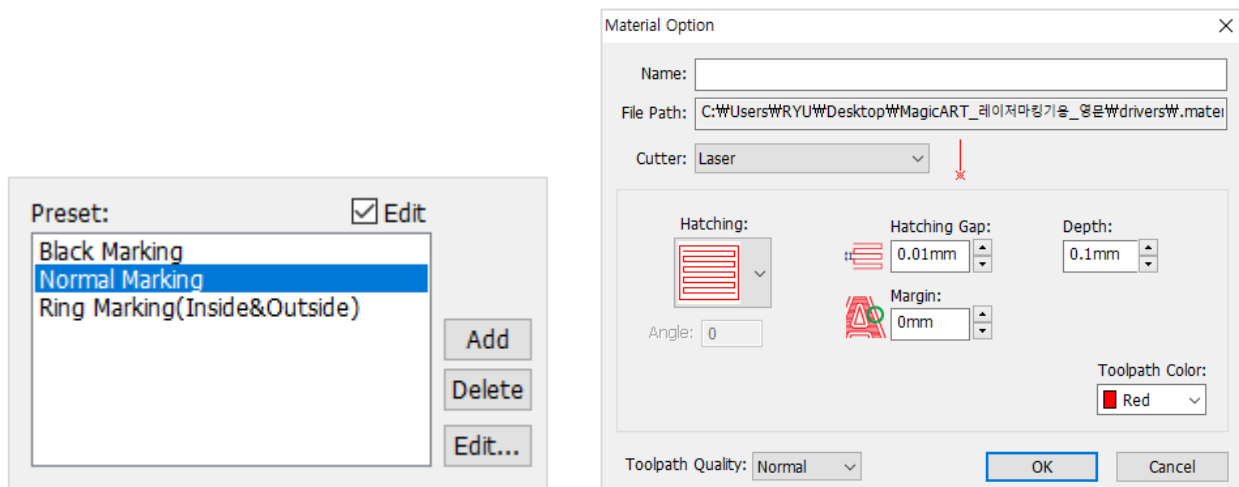 Preset:
Edit
Black Marking
Normal Marking
Ring Marking(Inside&Outside)
Add
Delete
Edit...
Material Option
Name:
File Path: C:₩Users₩RYU₩Desktop₩MagicART_레이저마킹기용_영문₩drivers₩.mater
Cutter: Laser
Hatching:
Hatching Gap:
Depth:
0.01mm
0.1mm
Margin:
0mm
Angle: 0
Toolpath Color:
Red
Toolpath Quality: Normal
OK
Cancel